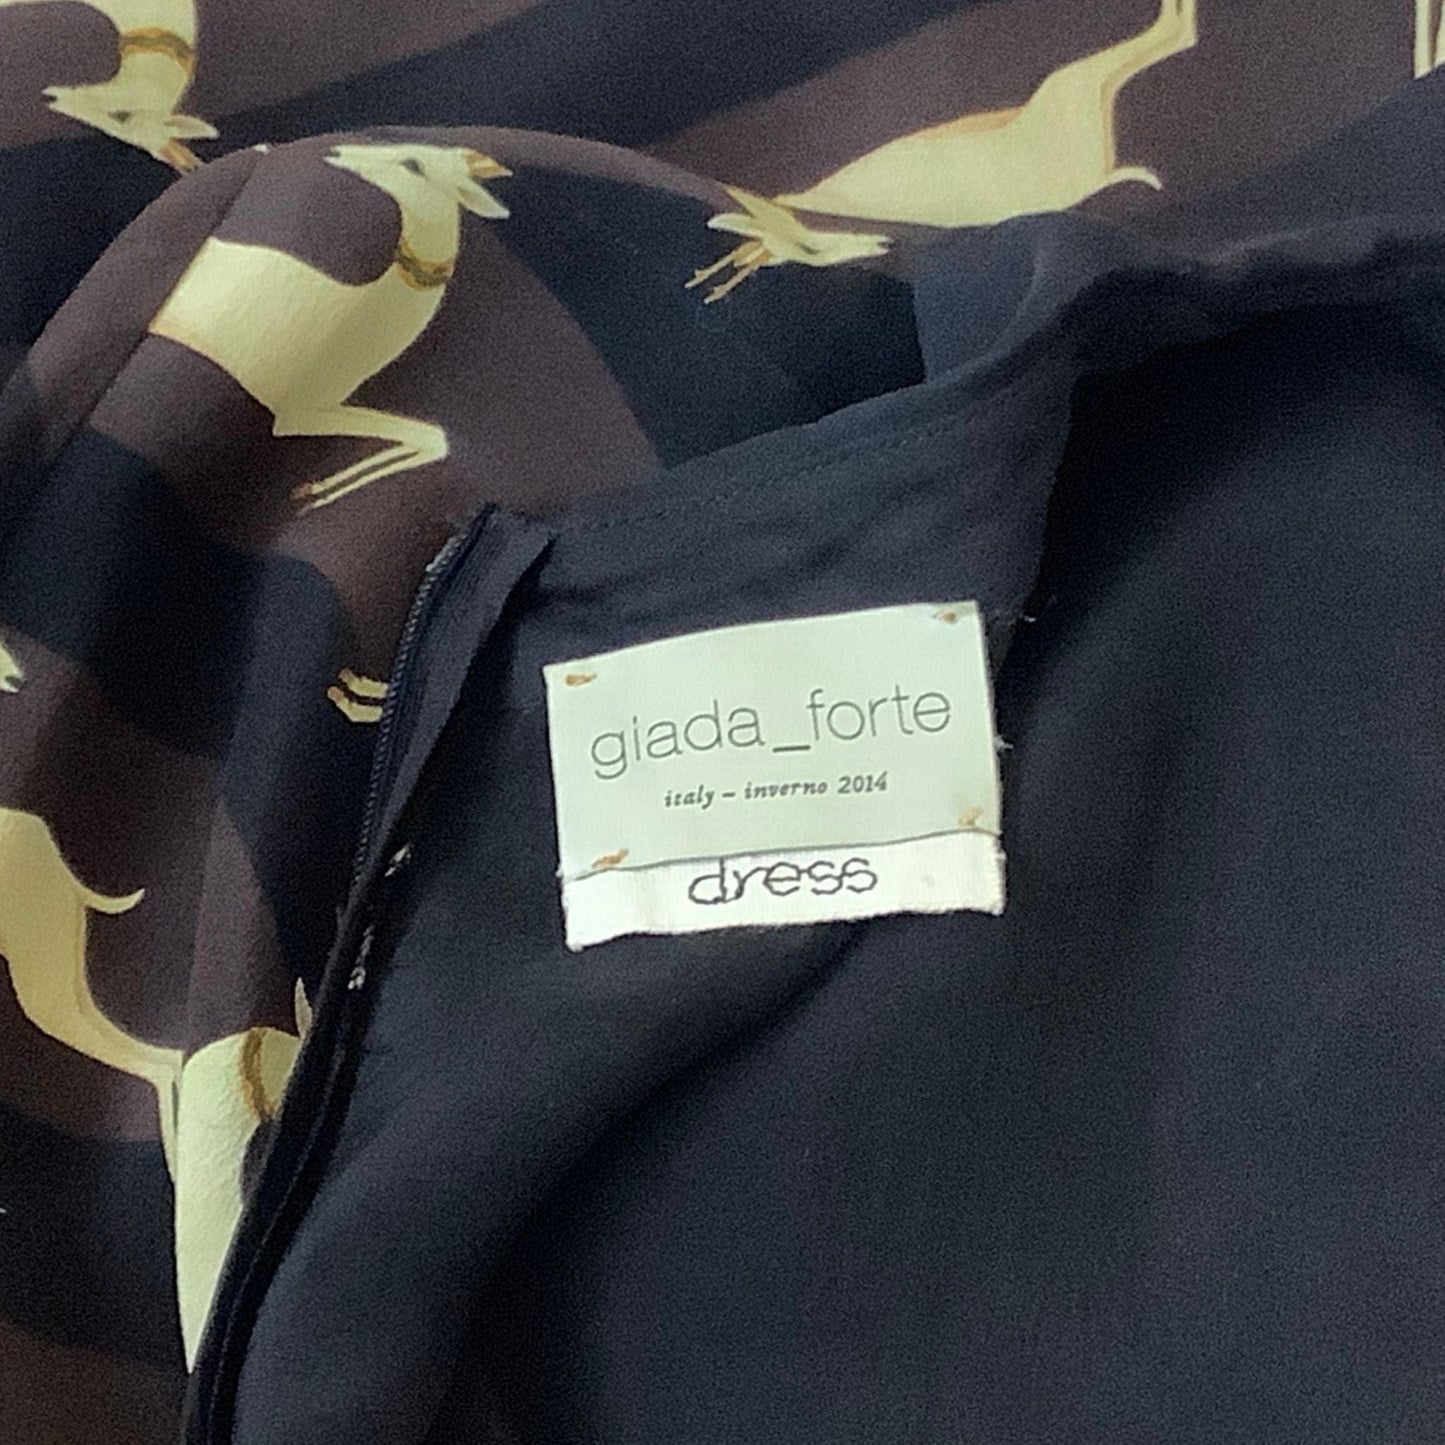 giada_forte
italy – inverno 2014
dress